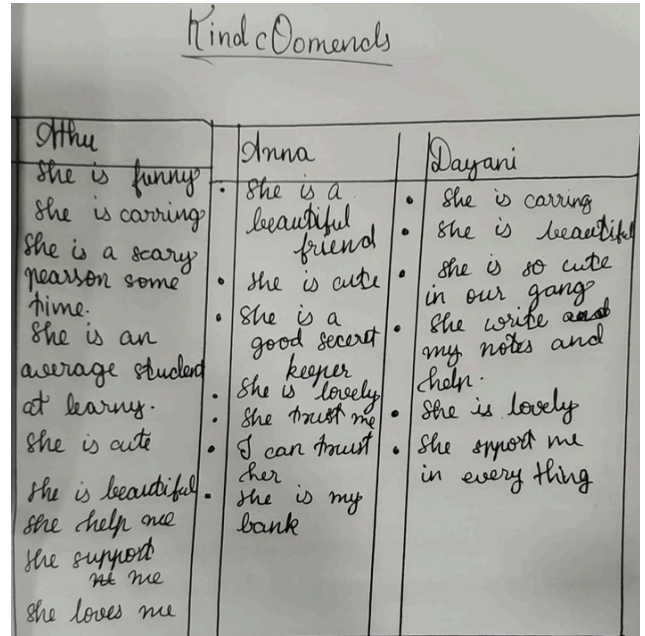 Kind cOomends
Athu
she is funny
she is carring
she is a scary
pearson some
time.
she is an
average student
at learny.
she is cute
she is beautiful
she help me
she support
me
she loves me
Anna
• she is a
beautiful
friend
• she is cute
• she is a
good secret
keeper
• she is lovely
• she trust me
• I can trust
her
• she is my
bank
Dayani
• she is carring
• she is beautiful
• she is so cute
in our gang
• she write
my notes and
help.
• she is lovely
• she spport me
in every thing